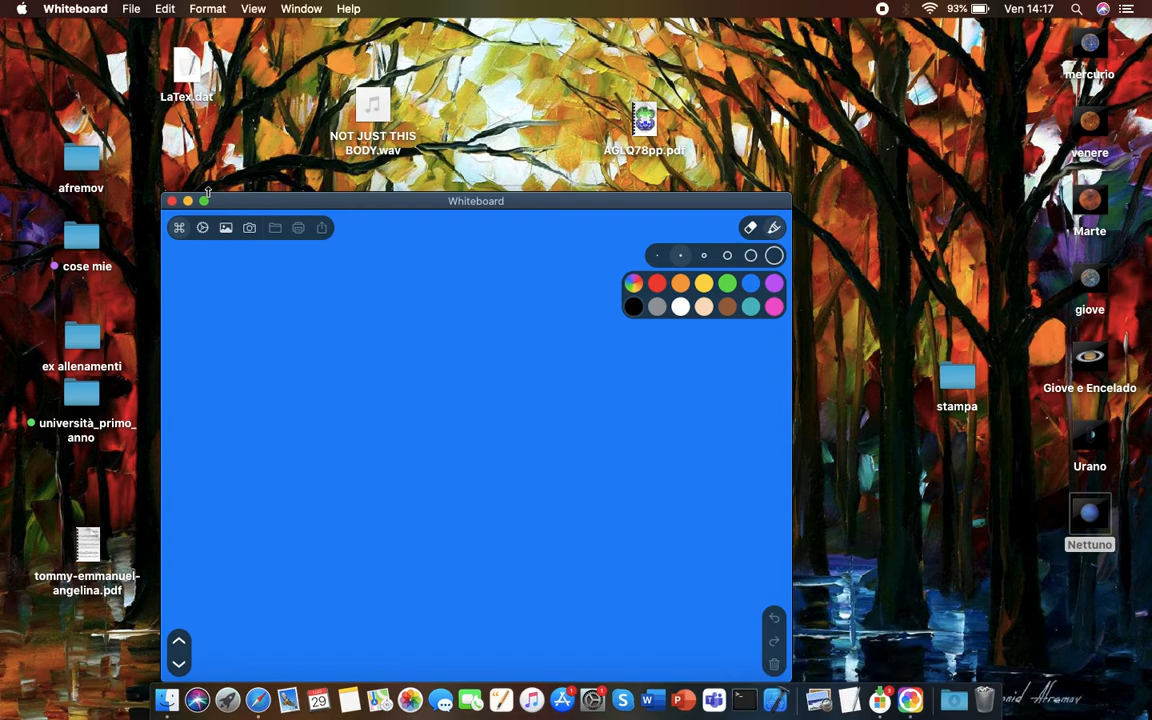 Whiteboard File Edit Format View Window Help
93% Ven 14:17
LaTex.dat
NOT JUST THIS
BODY.wav
AGLQ78pp.pdf
mercurio
venere
afremov
Marte
cose mie
giove
ex allenamenti
Giove e Encelado
stampa
università_primo_
anno
Urano
Nettuno
tommy-emmanuel-
angelina.pdf
Whiteboard